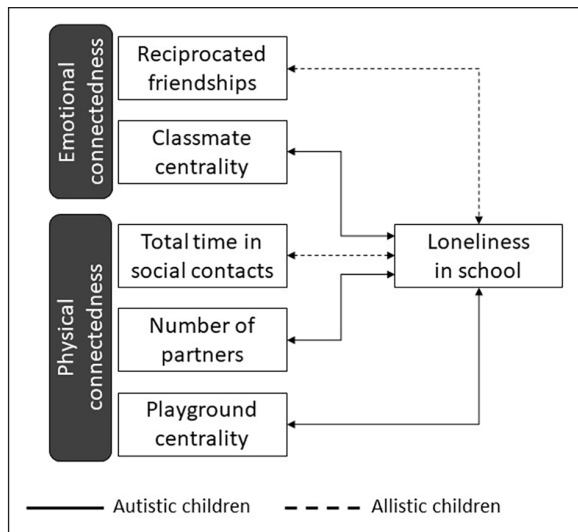 Emotional
connectedness
Reciprocated
friendships
Classmate
centrality
Physical
connectedness
Total time in
social contacts
Number of
partners
Playground
centrality
Loneliness
in school
Autistic children
Allistic children